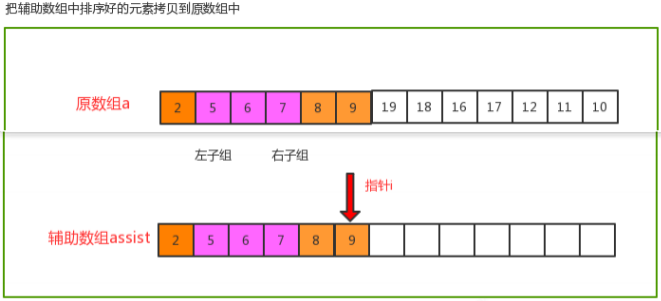 把辅助数组中排序好的元素拷贝到原数组中
原数组a 2 5 6 7 8 9 19 18 16 17 12 11 10
左子组 右子组
指针i
辅助数组assist 2 5 6 7 8 9